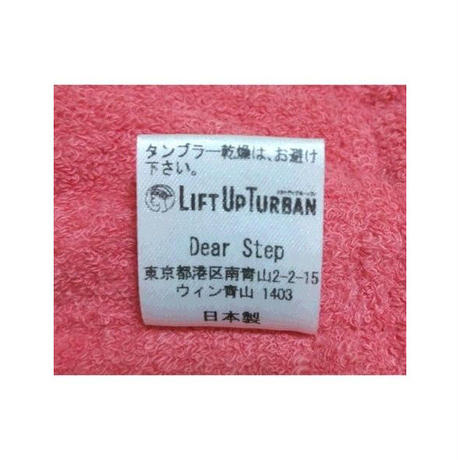 タンブラー乾燥は、お避け
下さい。
LIFT UP TURBAN
Dear Step
東京都港区南青山2-2-15
ウィン青山 1403
日本製